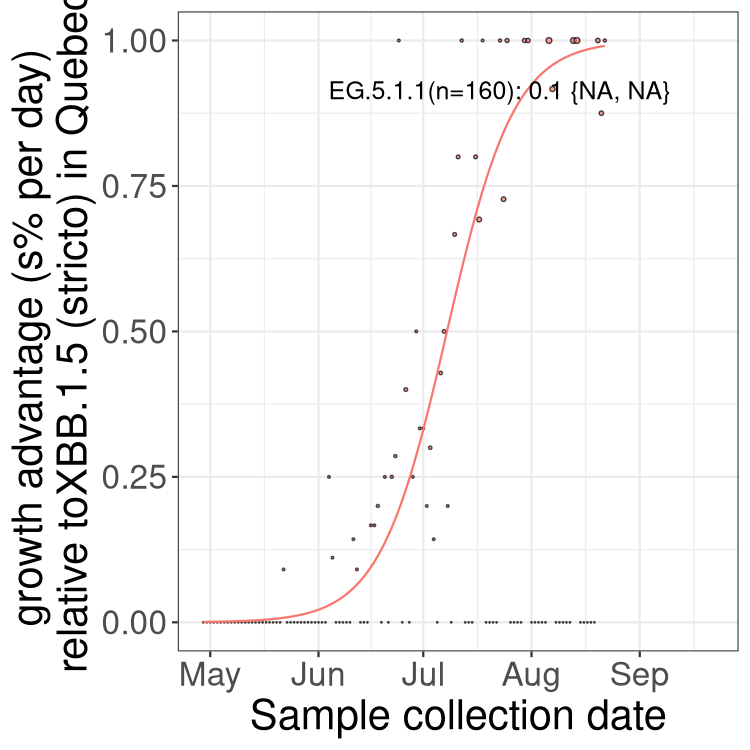 growth advantage (s% per day)
relative toXBB.1.5 (stricto) in Quebec
1.00
0.75
0.50
0.25
0.00
EG.5.1.1(n=160): 0.1 {NA, NA}
May Jun Jul Aug Sep
Sample collection date